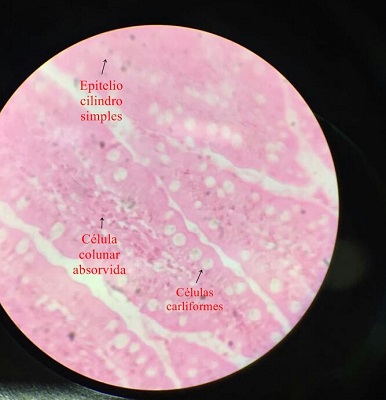 Epitelio
cilindro
simples
Célula
colunar
absorvida
Células
carliformes